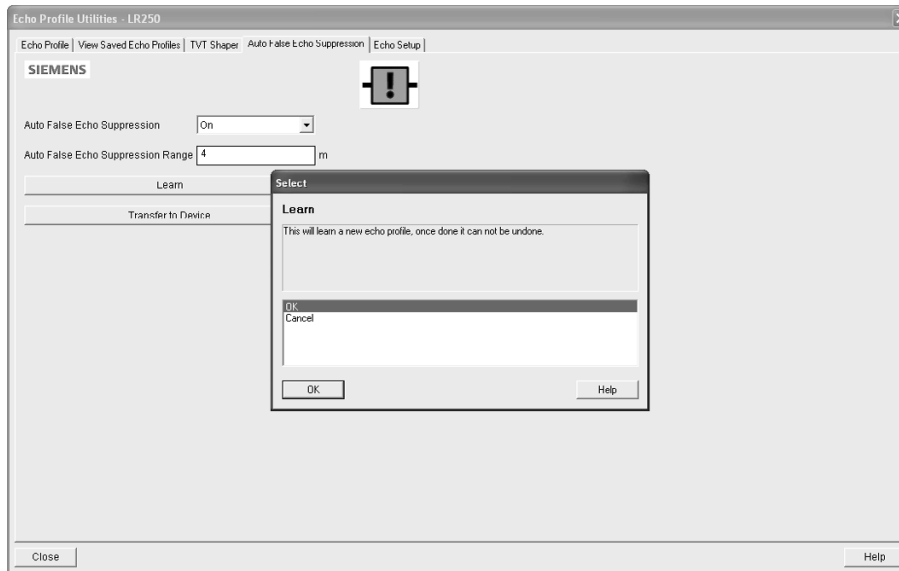 Echo Profile Utilities - LR250
Echo Profile View Saved Echo Profiles TVT Shaper Auto False Echo Suppression Echo Setup
SIEMENS
!
Auto False Echo Suppression On
Auto False Echo Suppression Range 4 m
Learn
Transfer to Device
Select
Learn
This will learn a new echo profile, once done it can not be undone.
OK
Cancel
OK Help
Close Help